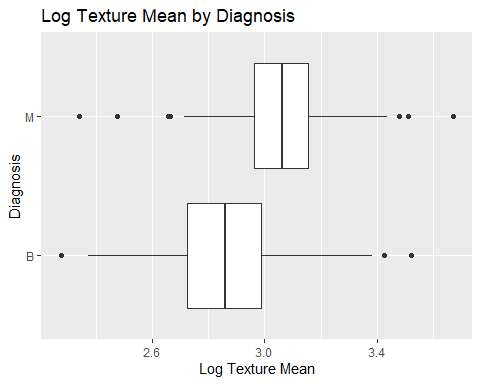 Log Texture Mean by Diagnosis
M
B
Diagnosis
2.6 3.0 3.4
Log Texture Mean